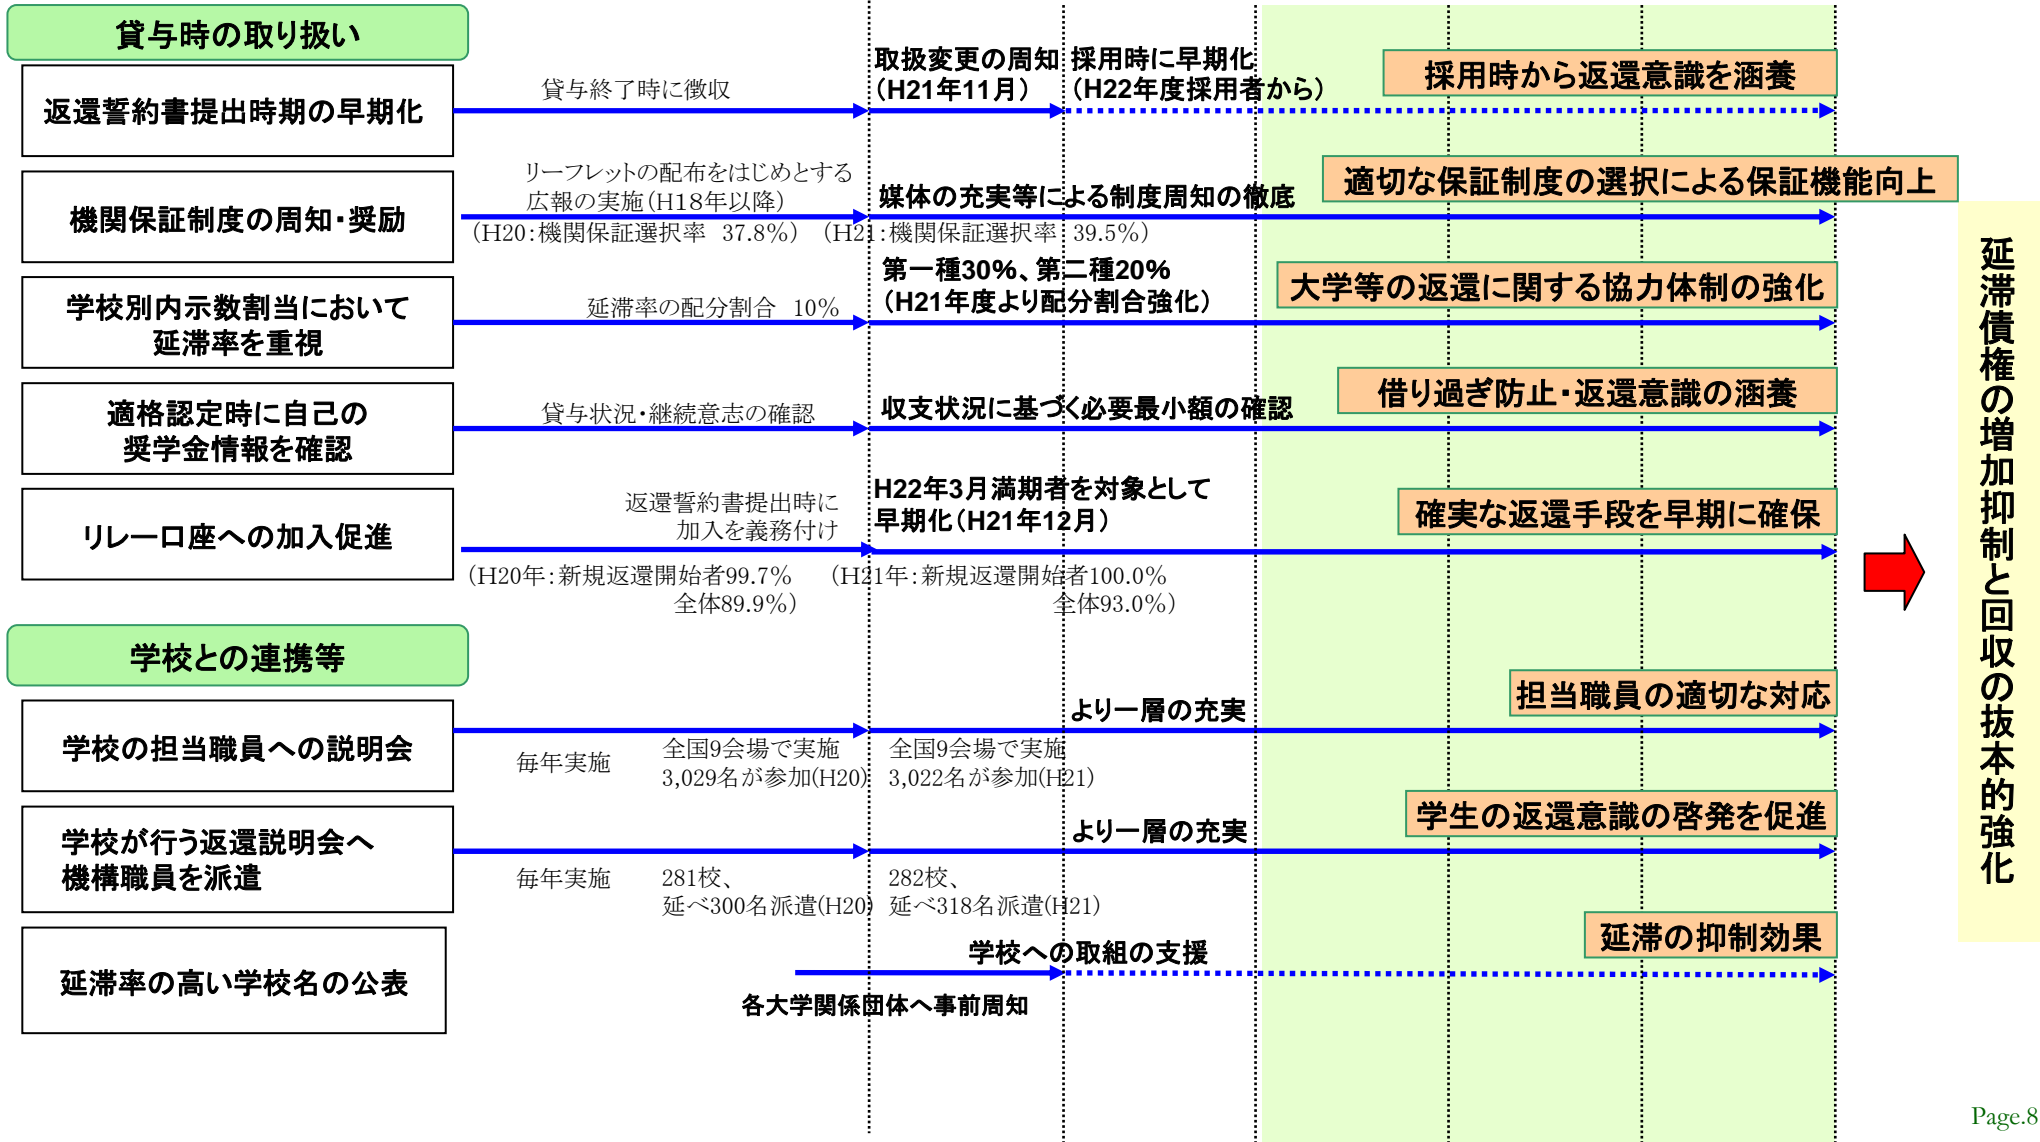 貸与時の取り扱い
返還誓約書提出時期の早期化
貸与終了時に徴収
取扱変更の周知
（H21年11月）
採用時に早期化
（H22年度採用者から）
採用時から返還意識を涵養
機関保証制度の周知・奨励
リーフレットの配布をはじめとする
広報の実施（H18年以降）
（H20：機関保証選択率　37.8％）
媒体の充実等による制度周知の徹底
（H21：機関保証選択率　39.5％）
適切な保証制度の選択による保証機能向上
学校別内示数割当において
延滞率を重視
延滞率の配分割合　10％
第一種30％、第二種20％
（H21年度より配分割合強化）
大学等の返還に関する協力体制の強化
適格認定時に自己の
奨学金情報を確認
貸与状況・継続意志の確認
収支状況に基づく必要最小額の確認
借り過ぎ防止・返還意識の涵養
リレー口座への加入促進
返還誓約書提出時に
加入を義務付け
（H20年：新規返還開始者99.7％
全体89.9％）
H22年3月満期者を対象として
早期化（H21年12月）
（H21年：新規返還開始者100.0％
全体93.0％）
確実な返還手段を早期に確保
学校との連携等
学校の担当職員への説明会
毎年実施
全国9会場で実施
3,029名が参加(H20)
より一層の充実
全国9会場で実施
3,022名が参加(H21)
担当職員の適切な対応
学校が行う返還説明会へ
機構職員を派遣
毎年実施
281校、
延べ300名派遣(H20)
より一層の充実
282校、
延べ318名派遣(H21)
学生の返還意識の啓発を促進
延滞率の高い学校名の公表
学校への取組の支援
各大学関係団体へ事前周知
延滞の抑制効果
延滞債権の増加抑制と回収の抜本的強化
Page.8